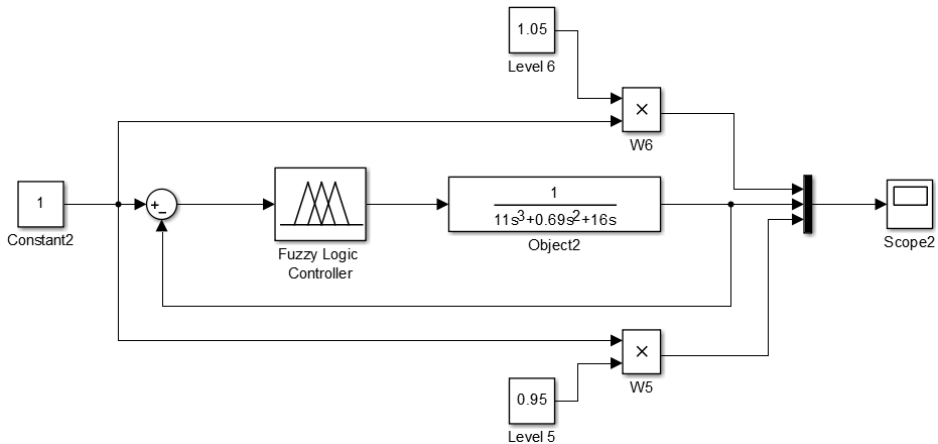 1.05
Level 6
×
W6
1
Constant2
+
−
Fuzzy Logic
Controller
1
11s³+0.69s²+16s
Object2
Scope2
×
W5
0.95
Level 5